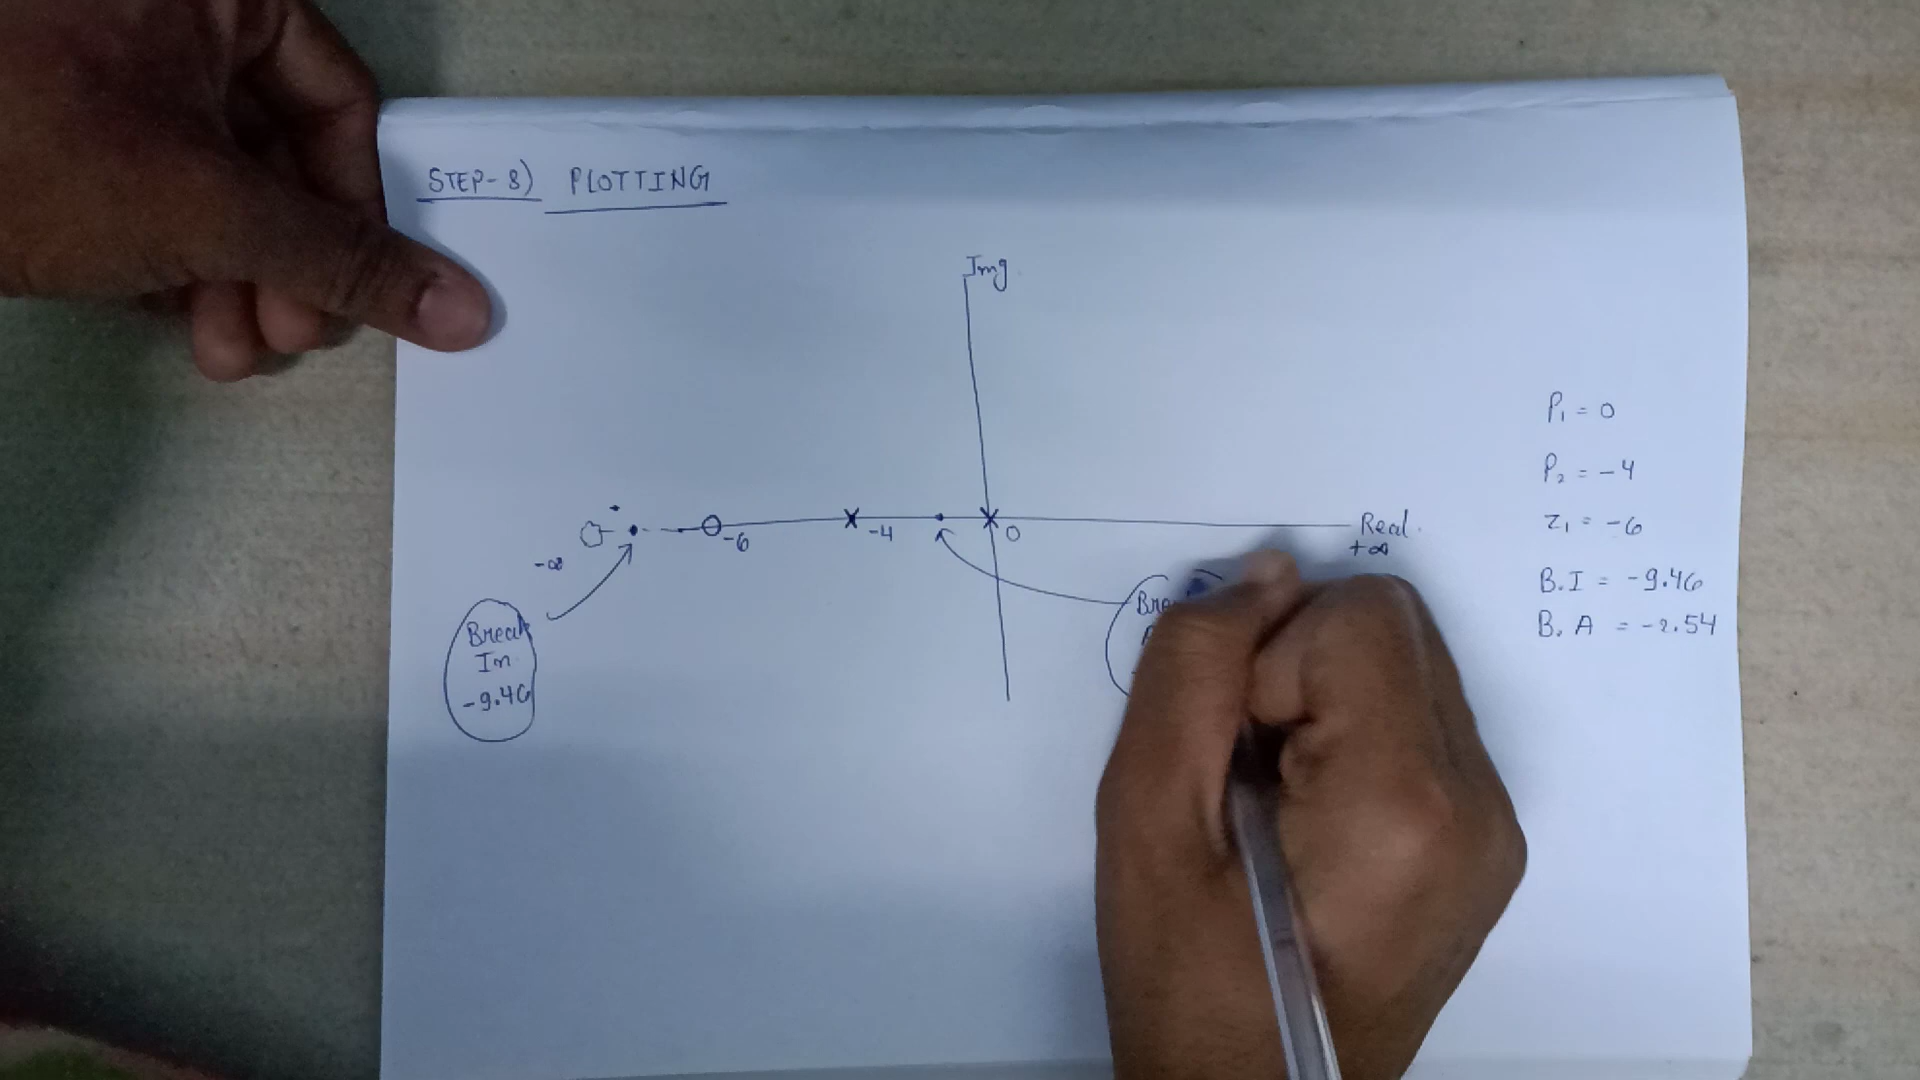 STEP-8) PLOTTING
Img
P₁ = 0
P₂ = -4
Z₁ = -6
B.I = -9.46
B.A = -2.54
-∞
-6
-4
0
Real
+∞
Break
In
-9.46